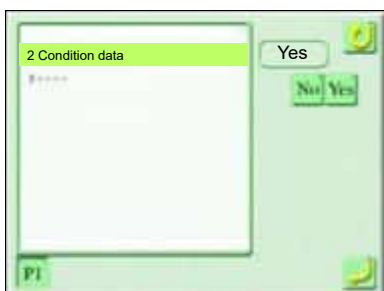 2 Condition data
Yes
No Yes
P1